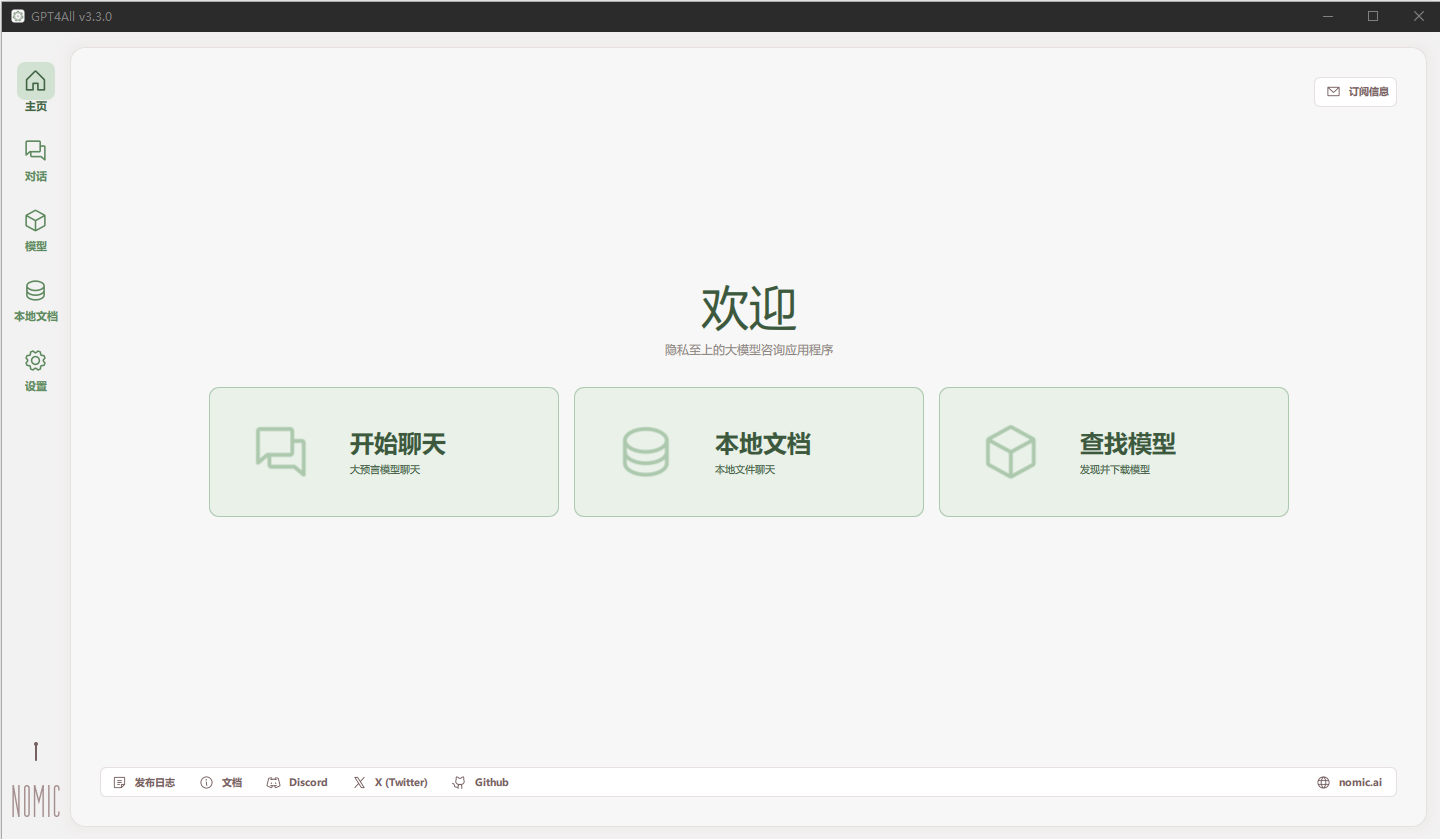 GPT4All v3.3.0
主页
对话
模型
本地文档
设置
订阅信息
欢迎
隐私至上的大模型咨询应用程序
开始聊天
大预言模型聊天
本地文档
本地文件聊天
查找模型
发现并下载模型
发布日志 文档 Discord X (Twitter) Github nomic.ai
NOMIC